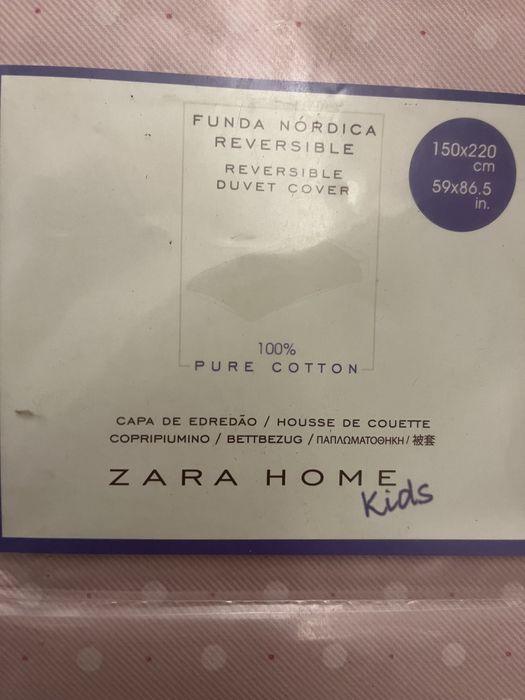 FUNDA NÓRDICA
REVERSIBLE
REVERSIBLE
DUVET COVER
150x220
cm
59x86.5
in.
100%
PURE COTTON
CAPA DE EDREDÃO / HOUSSE DE COUETTE
COPRIPIUMINO / BETTBEZUG / ΠΑΠΛΩΜΑΤΟΘΗΚΗ / 被套
ZARA HOME
Kids